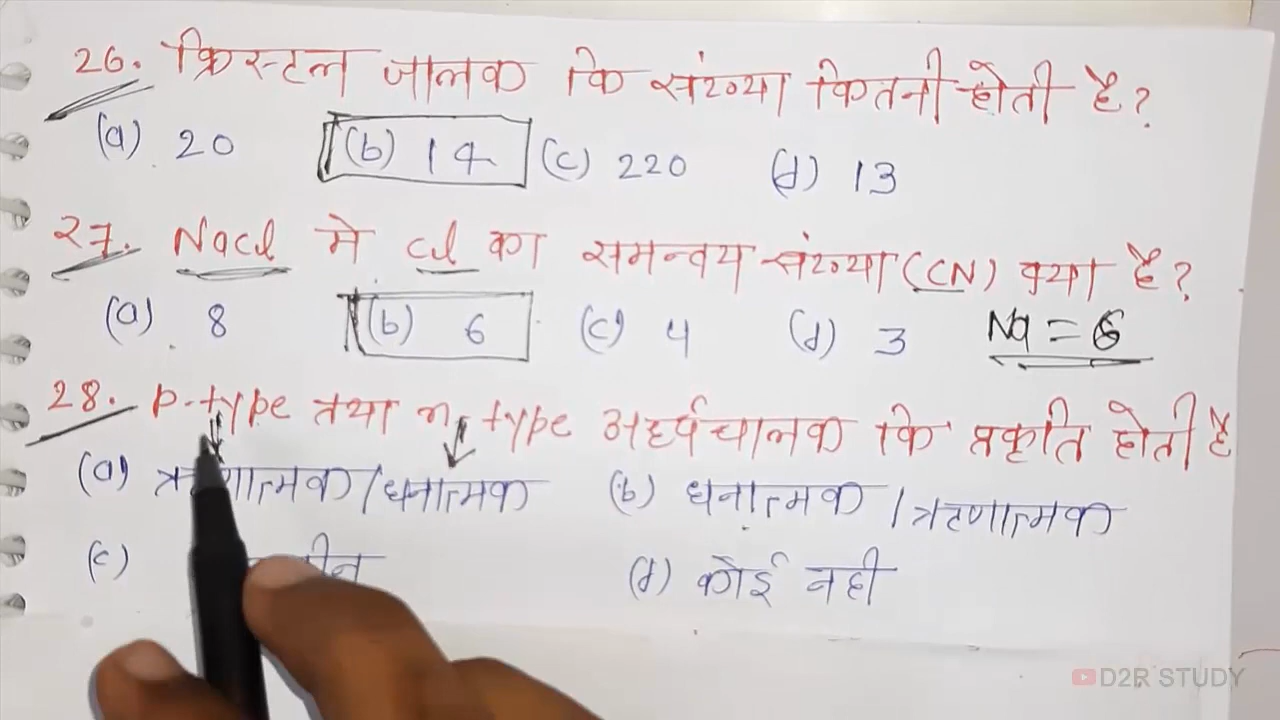 26. क्रिस्टल जालक कि संख्या कितनी होती है?
(a) 20 (b) 14 (c) 220 (d) 13
27. NaCl मे Cl का समन्वय संख्या (CN) क्या है?
(a) 8 (b) 6 (c) 4 (d) 3 Na = 6
28. P-type तथा n-type अर्धचालक कि प्रकृति होती है
(a) ऋणात्मक/धनात्मक (b) धनात्मक/ऋणात्मक
(c) (d) कोई नही
D2R STUDY